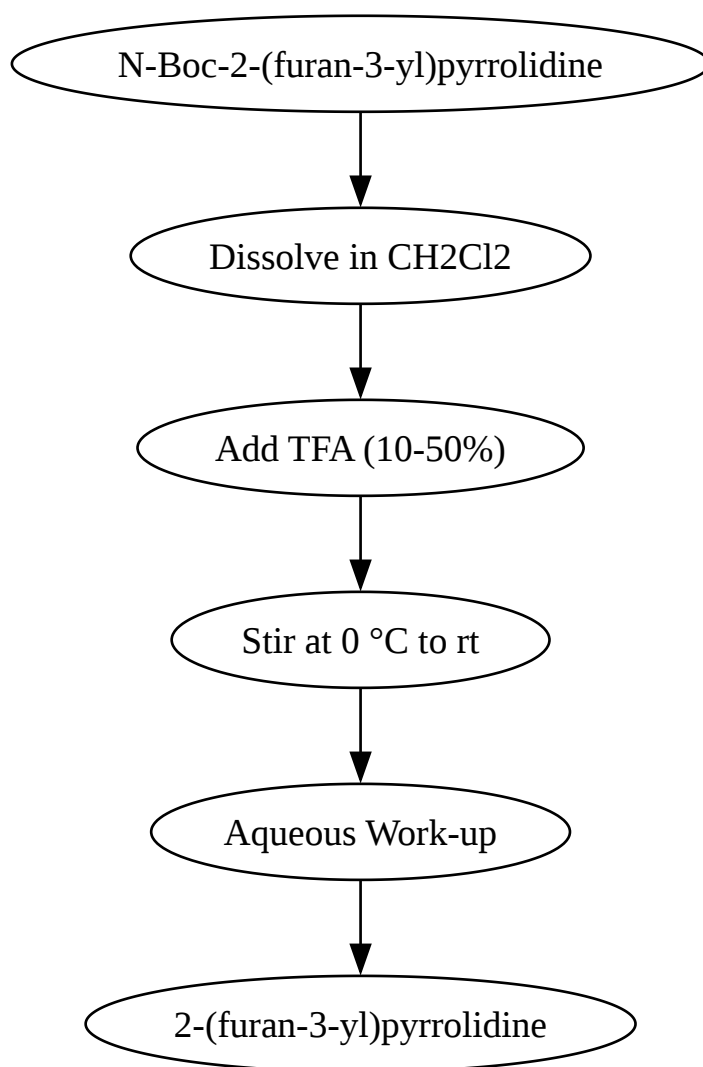 N-Boc-2-(furan-3-yl)pyrrolidine
Dissolve in CH2Cl2
Add TFA (10-50%)
Stir at 0 °C to rt
Aqueous Work-up
2-(furan-3-yl)pyrrolidine